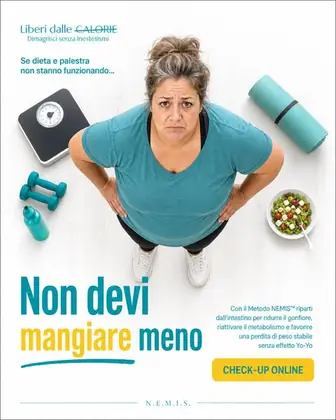 Liberi dalle CALORIE
Dimagrisci senza inestetismi
Se dieta e palestra
non stanno funzionando...
Non devi
mangiare meno
Con il Metodo NEMIS™ riparti
dall'intestino per ridurre il gonfiore,
riattivare il metabolismo e favorire
una perdita di peso stabile
senza effetto Yo-Yo
CHECK-UP ONLINE
N.E.M.I.S.